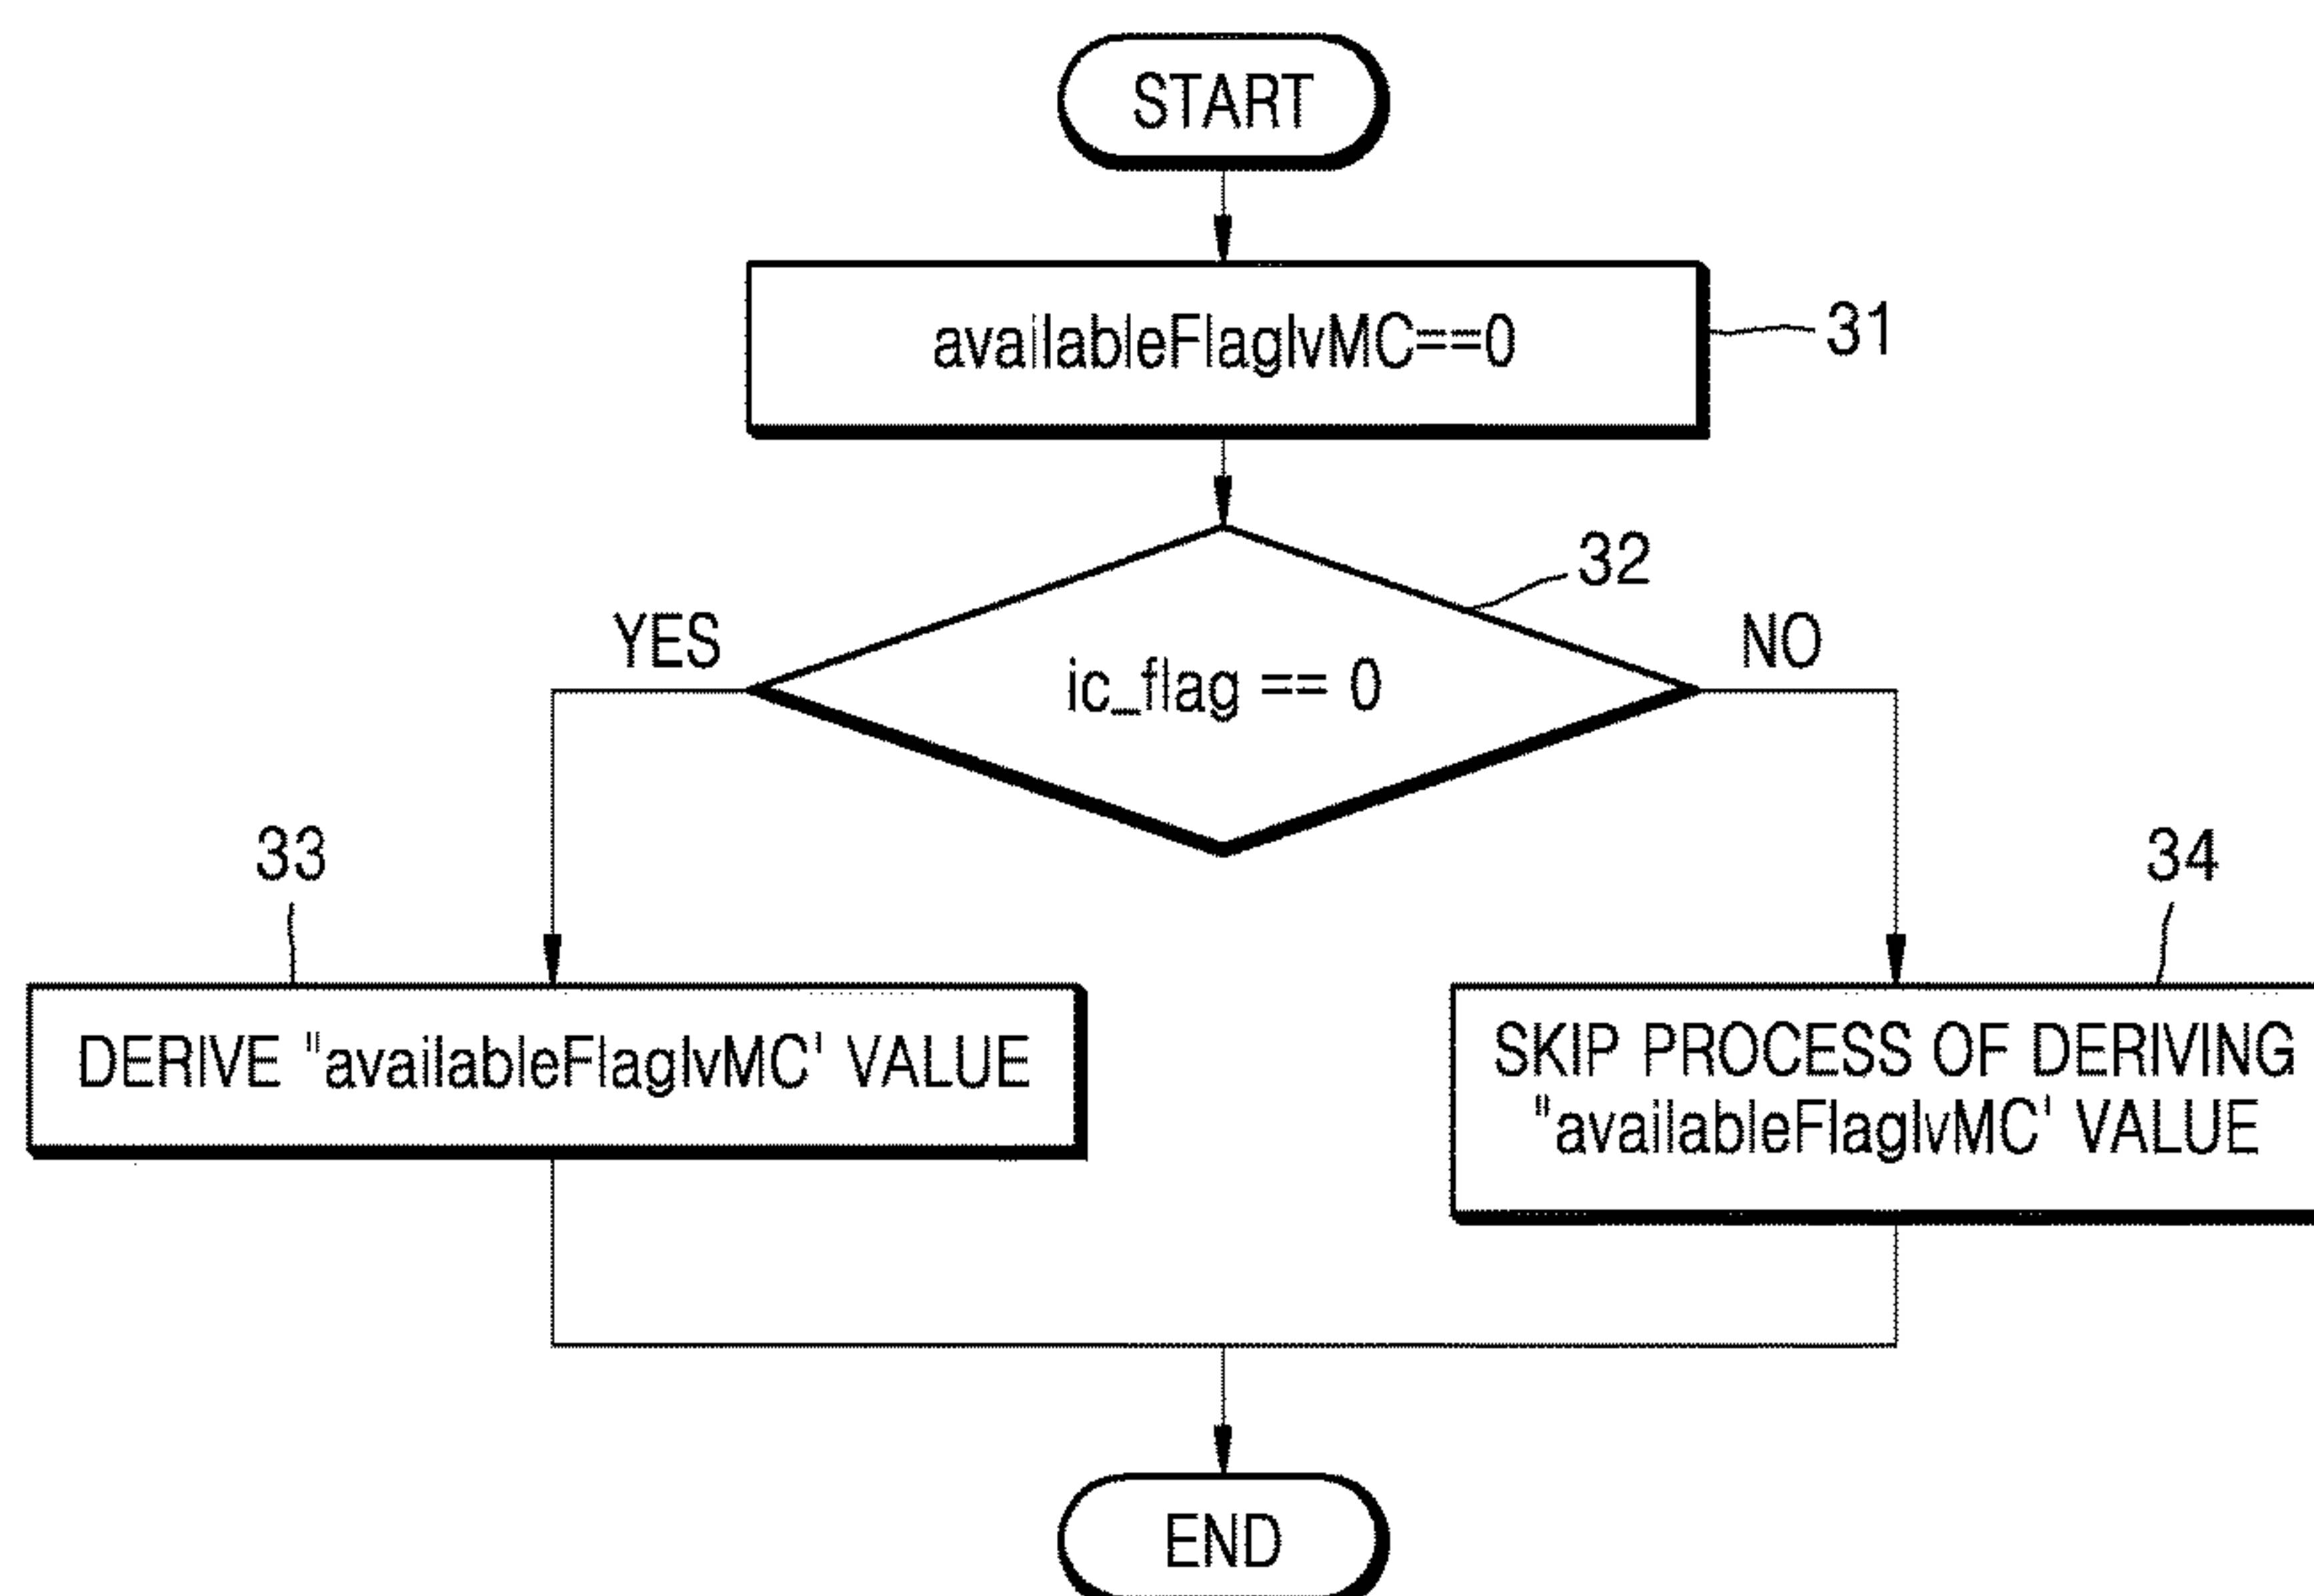 START
availableFlagIvMC==0
31
32
YES
NO
ic_flag == 0
33
34
DERIVE "availableFlagIvMC' VALUE
SKIP PROCESS OF DERIVING
"availableFlagIvMC' VALUE
END